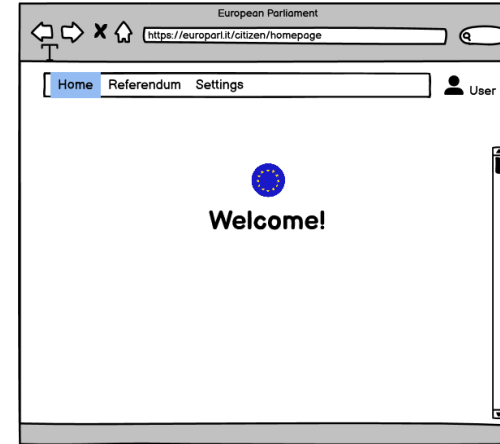 European Parliament
https://europarl.it/citizen/homepage
T
Home Referendum Settings
User
Welcome!